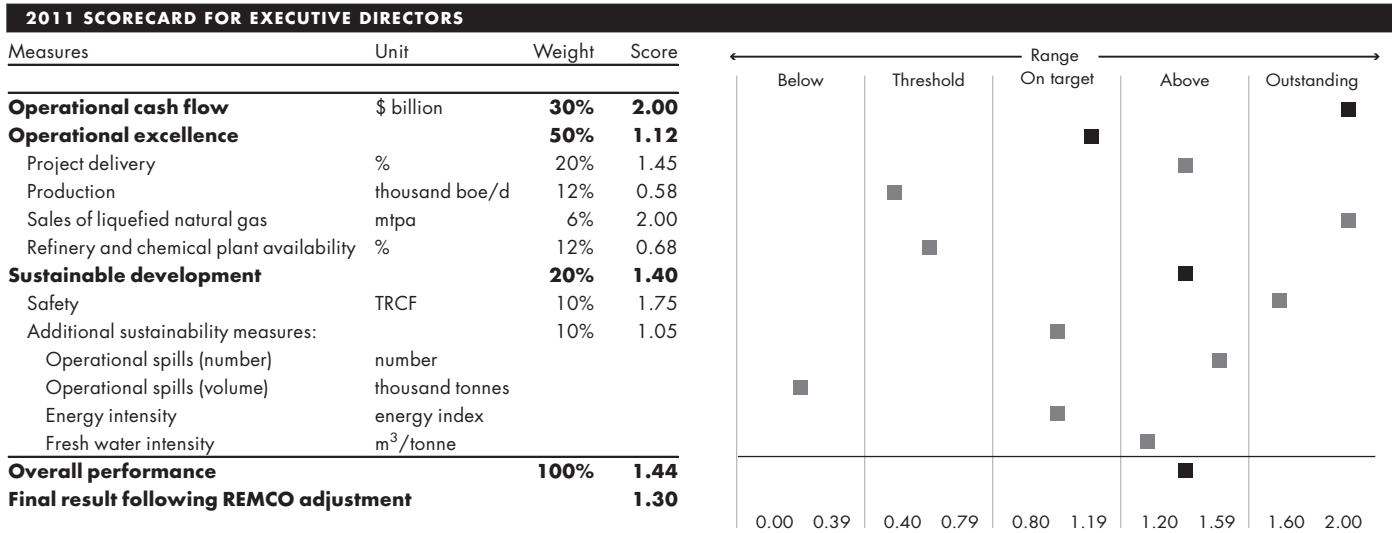 2011 SCORECARD FOR EXECUTIVE DIRECTORS
Measures Unit Weight Score Range
Below Threshold On target Above Outstanding
Operational cash flow $ billion 30% 2.00
Operational excellence 50% 1.12
Project delivery % 20% 1.45
Production thousand boe/d 12% 0.58
Sales of liquefied natural gas mtpa 6% 2.00
Refinery and chemical plant availability % 12% 0.68
Sustainable development 20% 1.40
Safety TRCF 10% 1.75
Additional sustainability measures: 10% 1.05
Operational spills (number) number
Operational spills (volume) thousand tonnes
Energy intensity energy index
Fresh water intensity m³/tonne
Overall performance 100% 1.44
Final result following REMCO adjustment 1.30
0.00 0.39 0.40 0.79 0.80 1.19 1.20 1.59 1.60 2.00